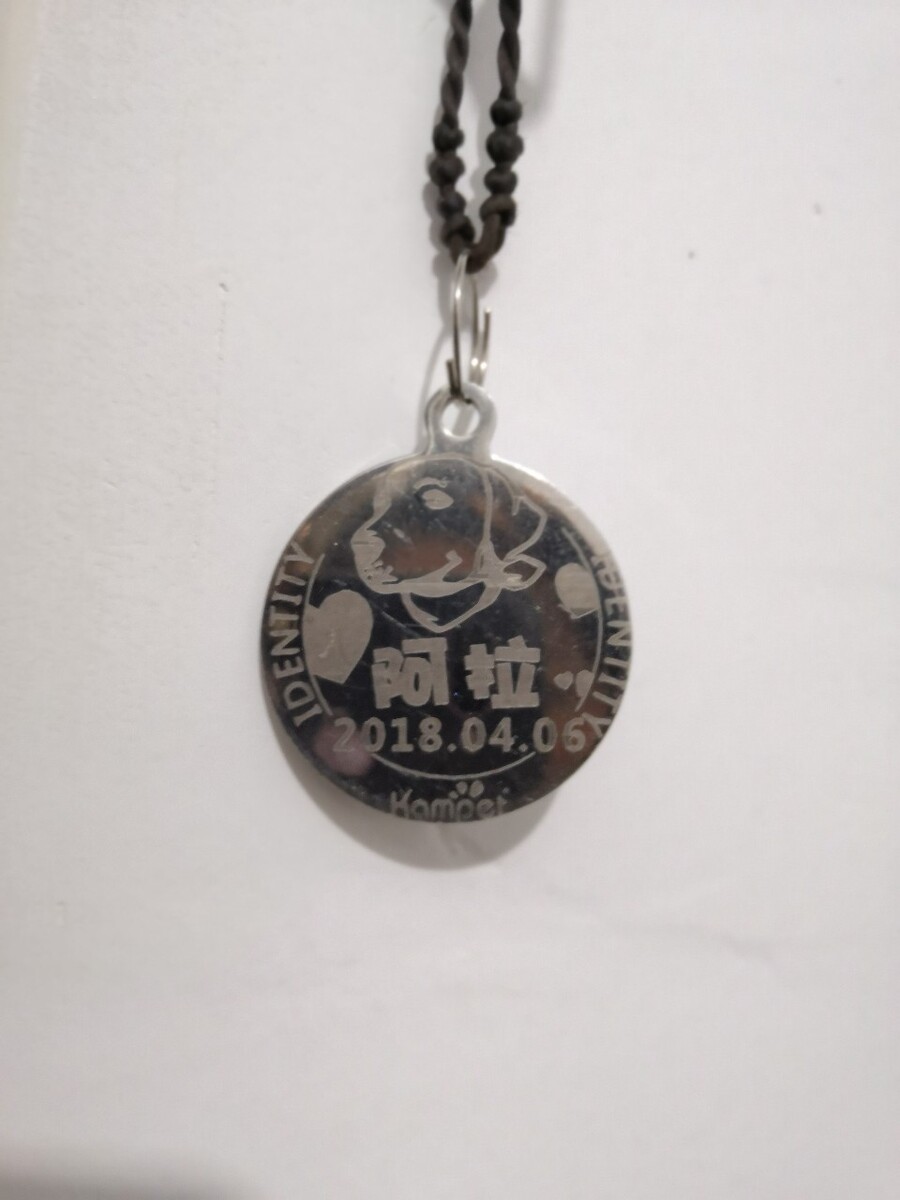 IDENTITY
IDENTITY
阿拉
2018.04.06
Kampet